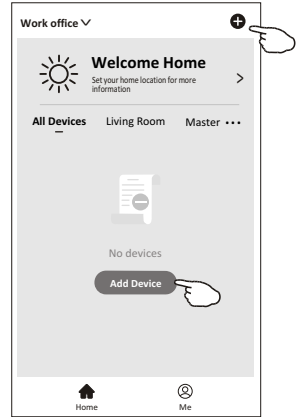 Work office
Welcome Home
Set your home location for more
information
All Devices Living Room Master
No devices
Add Device
Home Me